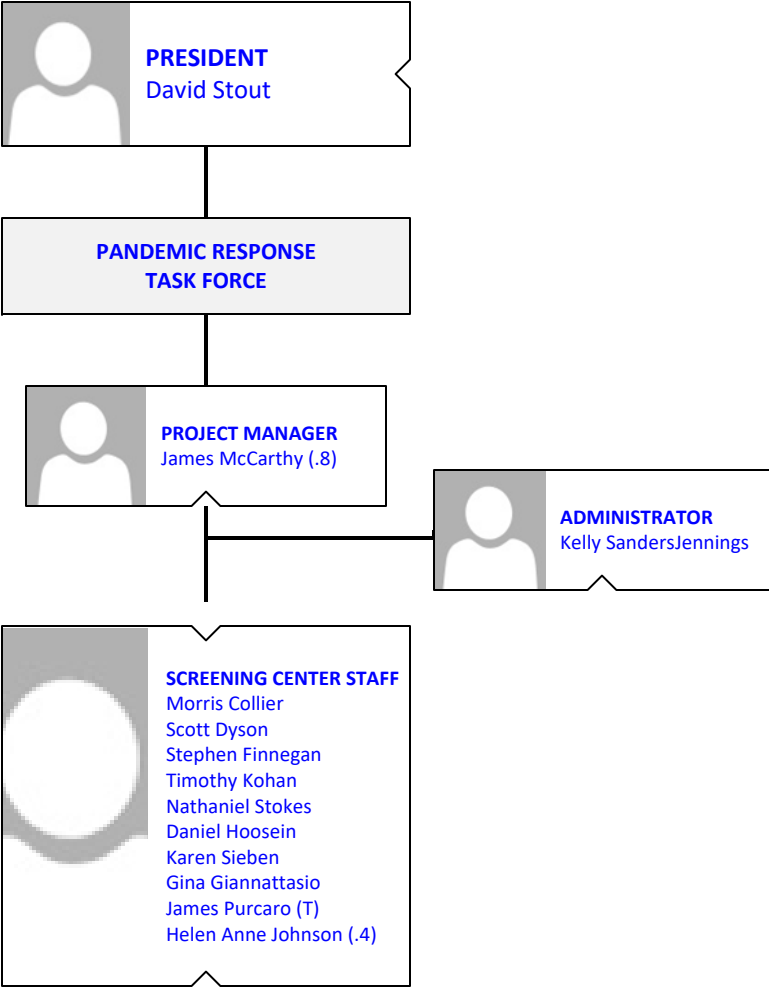 PRESIDENT
David Stout
PANDEMIC RESPONSE
TASK FORCE
PROJECT MANAGER
James McCarthy (.8)
ADMINISTRATOR
Kelly SandersJennings
SCREENING CENTER STAFF
Morris Collier
Scott Dyson
Stephen Finnegan
Timothy Kohan
Nathaniel Stokes
Daniel Hoosein
Karen Sieben
Gina Giannattasio
James Purcaro (T)
Helen Anne Johnson (.4)